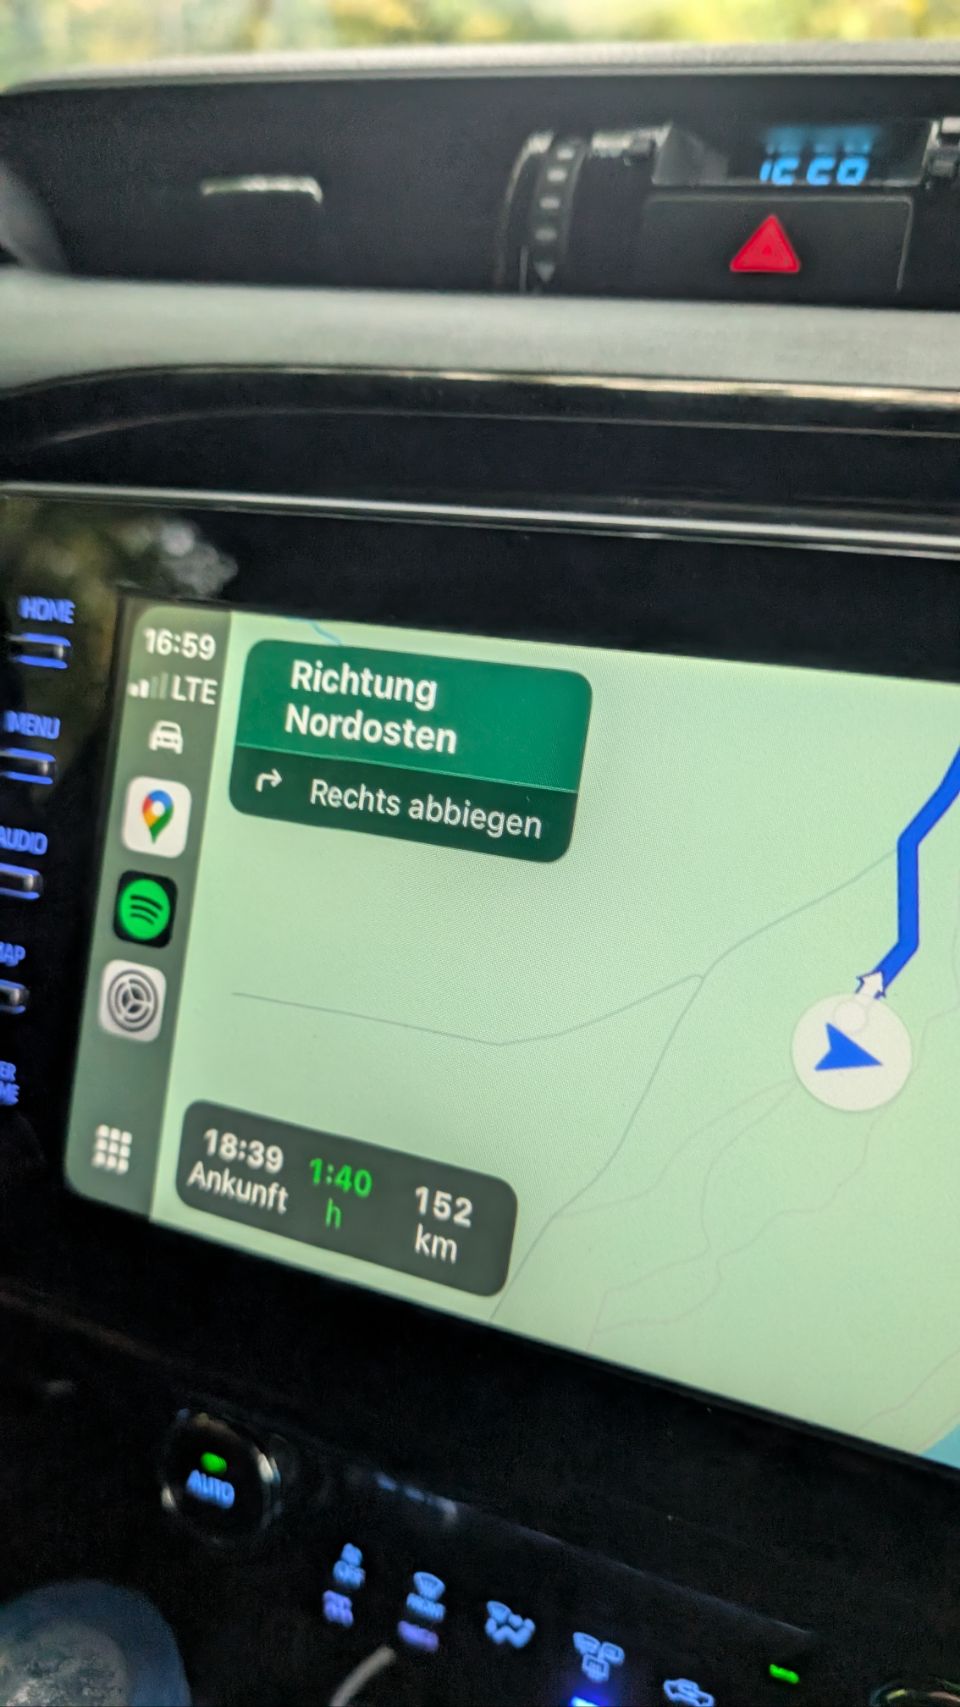 HOME
MENU
AUDIO
16:59
LTE
Richtung
Nordosten
Rechts abbiegen
18:39
Ankunft
1:40
h
152
km
AUTO